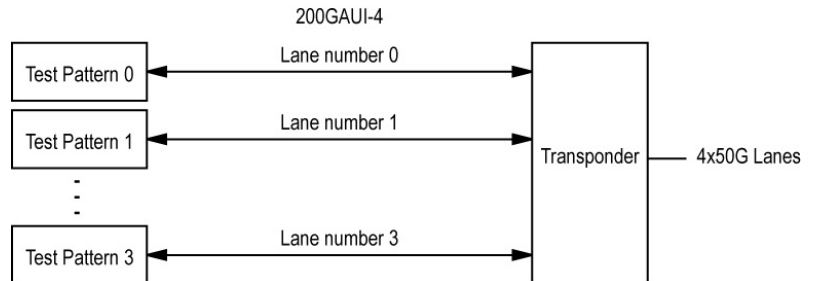 200GAUI-4
Lane number 0
Test Pattern 0
Lane number 1
Test Pattern 1
Transponder
4x50G Lanes
Lane number 3
Test Pattern 3